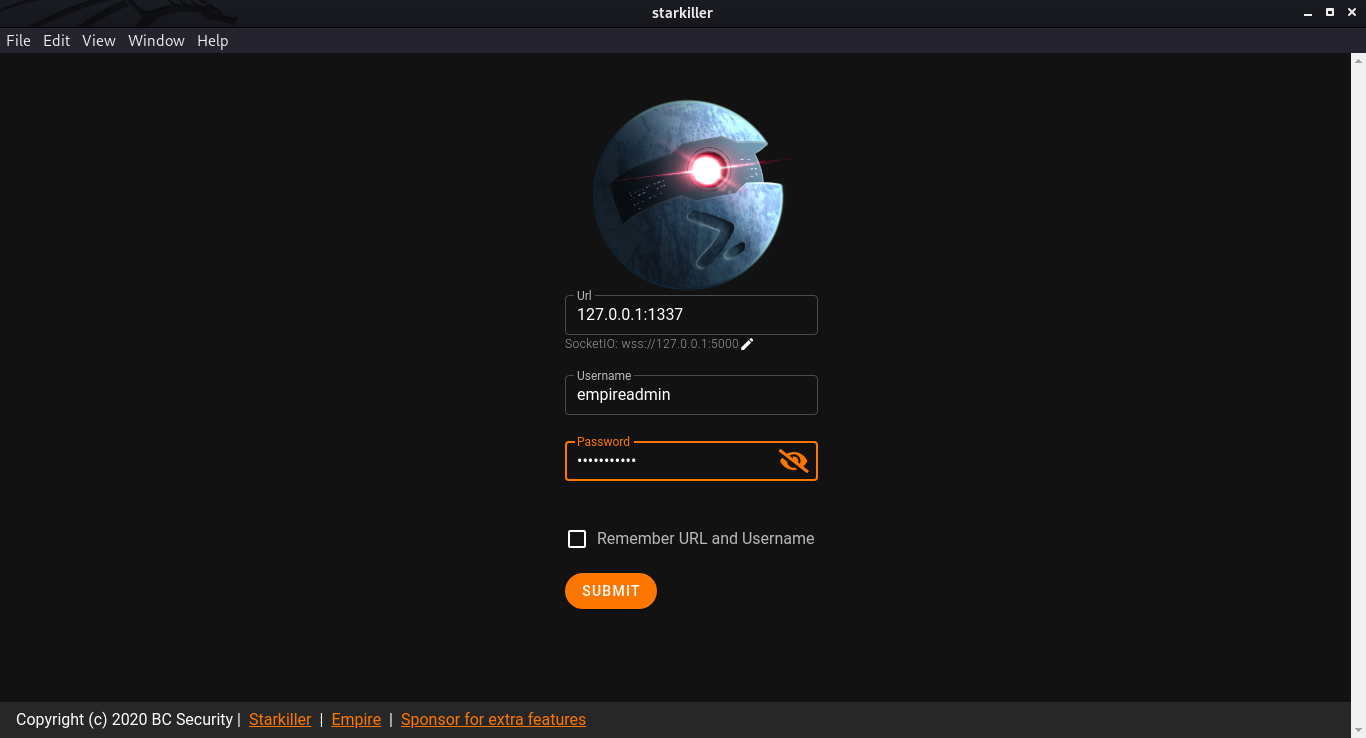 starkiller
File Edit View Window Help
Url
127.0.0.1:1337
SocketIO: wss://127.0.0.1:5000
Username
empireadmin
Password
•••••••••••
Remember URL and Username
SUBMIT
Copyright (c) 2020 BC Security | Starkiller | Empire | Sponsor for extra features